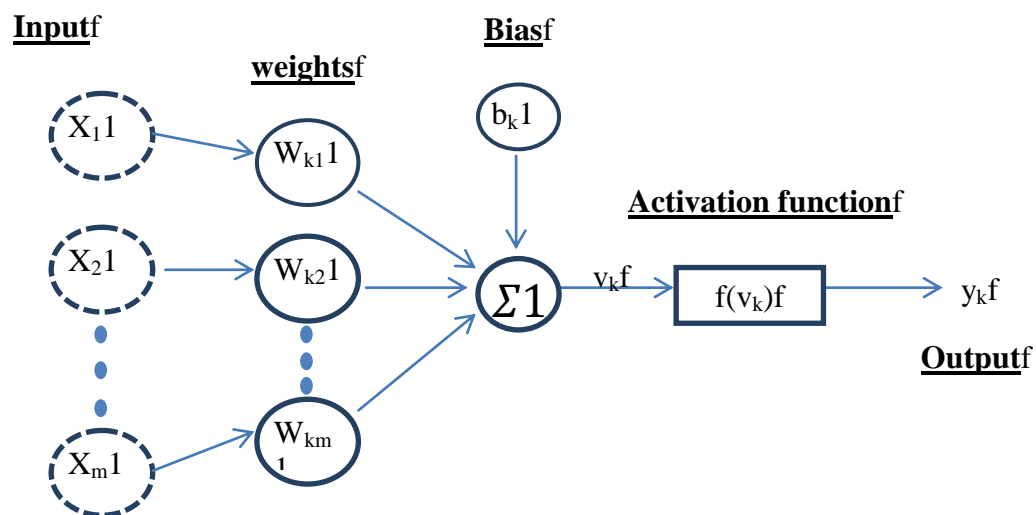 Inputf
Biasf
weightsf
X₁1
bₖ1
Wₖ₁1
Activation functionf
X₂1
Wₖ₂1
Σ1
vₖf
f(vₖ)f
yₖf
Outputf
Xₘ1
Wₖₘ
1